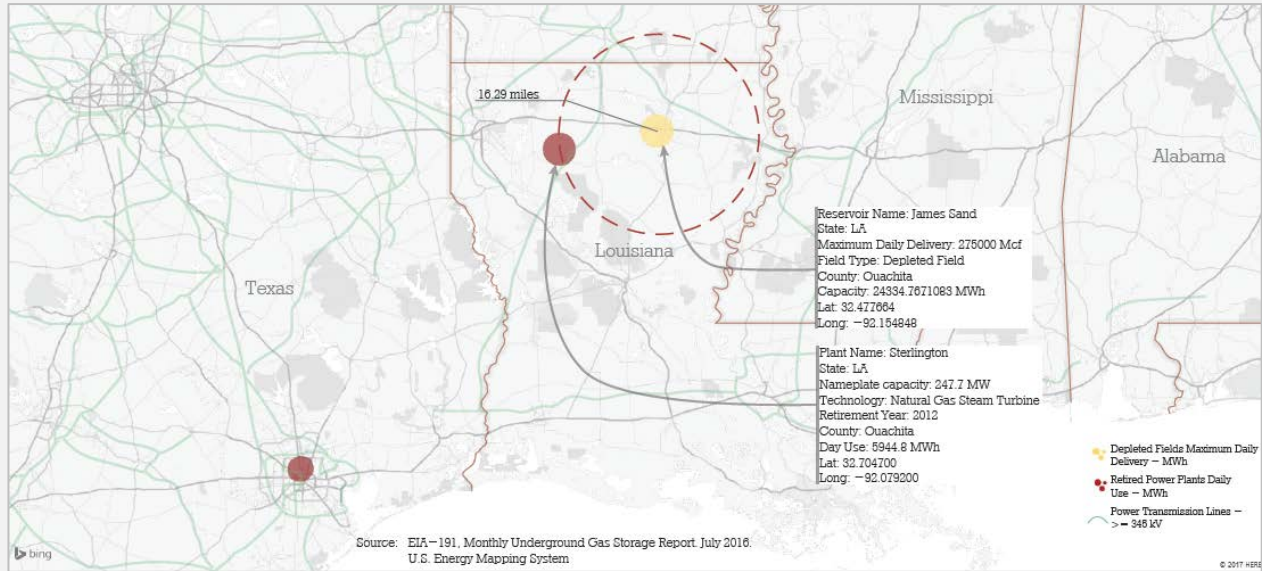 16.29 miles
Mississippi
Alabama
Louisiana
Texas
Reservoir Name: James Sand
State: LA
Maximum Daily Delivery: 275000 Mcf
Field Type: Depleted Field
County: Ouachita
Capacity: 24334.7671083 MWh
Lat: 32.477664
Long: −92.154848
Plant Name: Sterlington
State: LA
Nameplate capacity: 247.7 MW
Technology: Natural Gas Steam Turbine
Retirement Year: 2012
County: Ouachita
Day Use: 5944.8 MWh
Lat: 32.704700
Long: −92.079200
Depleted Fields Maximum Daily
Delivery − MWh
Retired Power Plants Daily
Use − MWh
Power Transmission Lines −
>= 345 kV
Source: EIA−191, Monthly Underground Gas Storage Report. July 2016.
U.S. Energy Mapping System
bing
© 2017 HERE